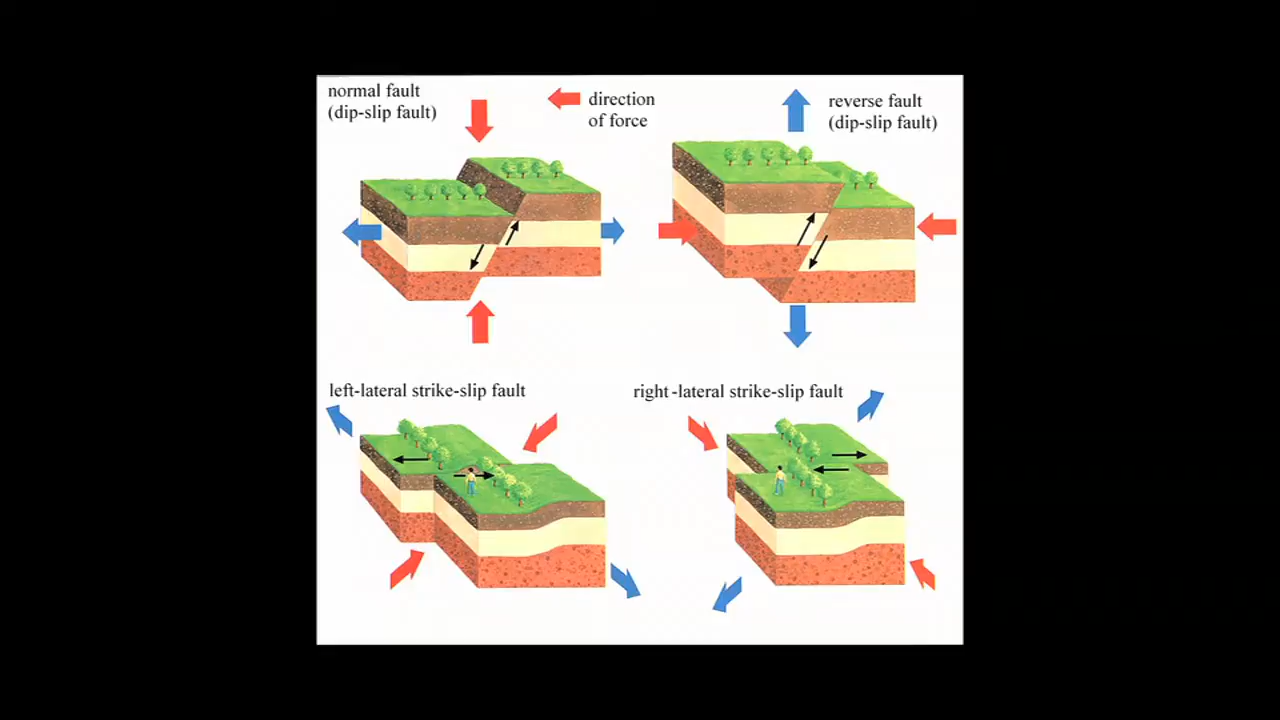 normal fault
(dip-slip fault)
direction
of force
reverse fault
(dip-slip fault)
left-lateral strike-slip fault
right-lateral strike-slip fault